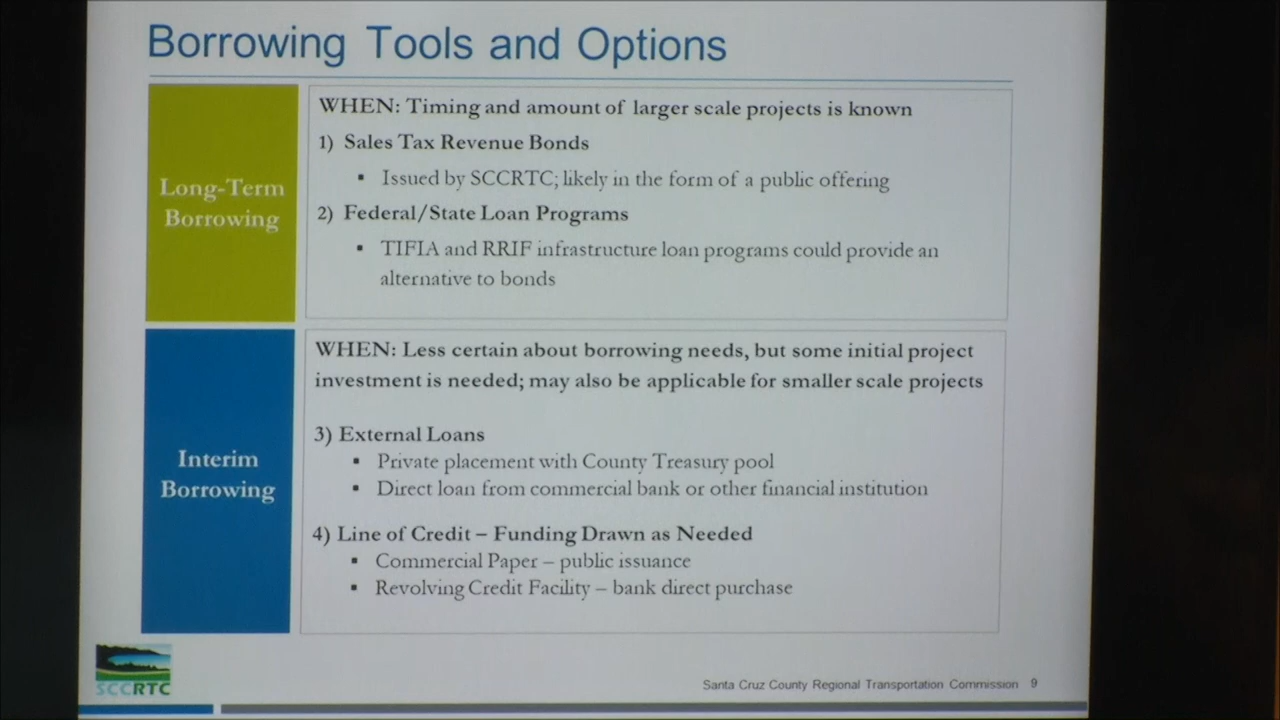 Borrowing Tools and Options
Long-Term
Borrowing
WHEN: Timing and amount of larger scale projects is known
1) Sales Tax Revenue Bonds
▪ Issued by SCCRTC; likely in the form of a public offering
2) Federal/State Loan Programs
▪ TIFIA and RRIF infrastructure loan programs could provide an
alternative to bonds
Interim
Borrowing
WHEN: Less certain about borrowing needs, but some initial project
investment is needed; may also be applicable for smaller scale projects
3) External Loans
▪ Private placement with County Treasury pool
▪ Direct loan from commercial bank or other financial institution
4) Line of Credit – Funding Drawn as Needed
▪ Commercial Paper – public issuance
▪ Revolving Credit Facility – bank direct purchase
SCCRTC
Santa Cruz County Regional Transportation Commission 9